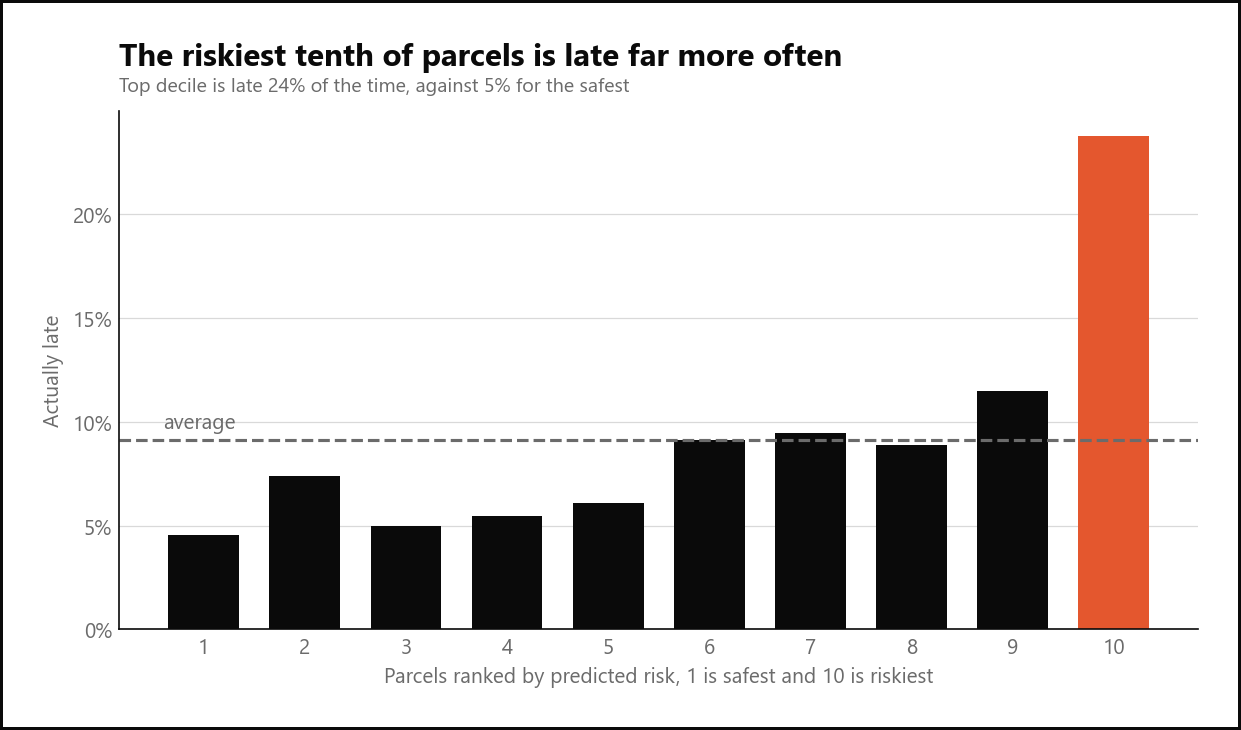 The riskiest tenth of parcels is late far more often
Top decile is late 24% of the time, against 5% for the safest
Actually late
20%
15%
10%
5%
0%
average
1 2 3 4 5 6 7 8 9 10
Parcels ranked by predicted risk, 1 is safest and 10 is riskiest